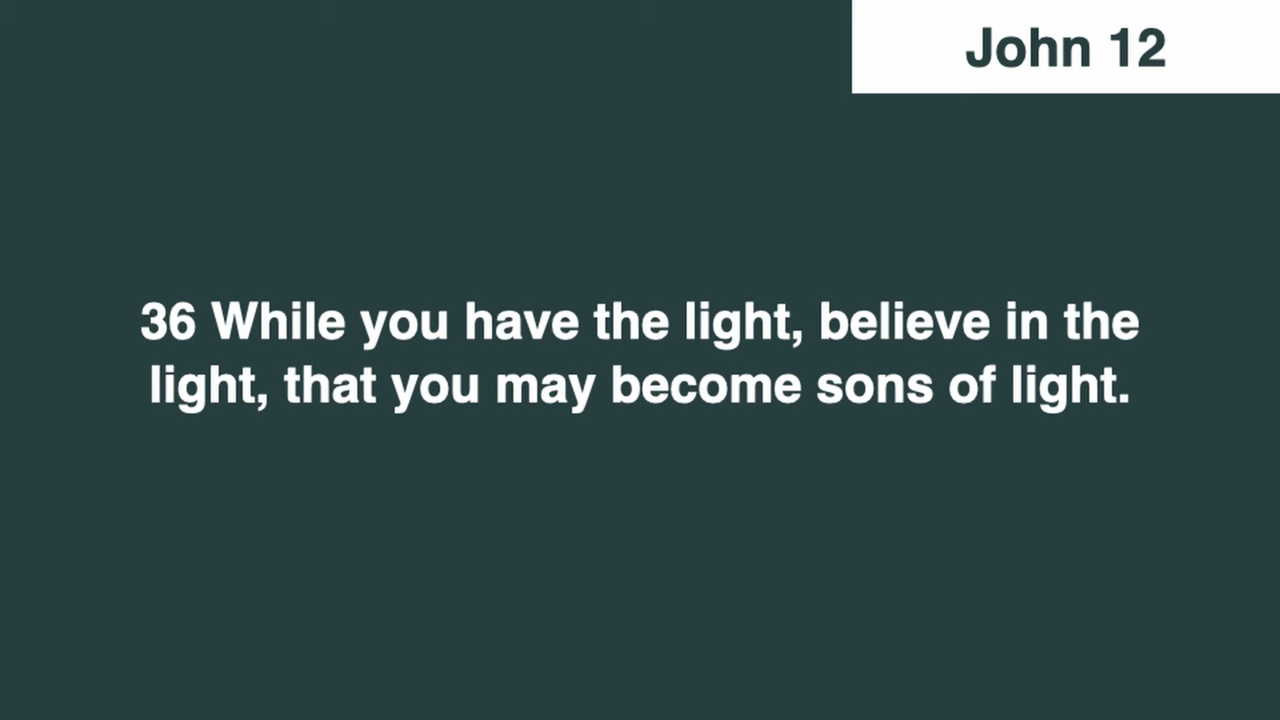 John 12
36 While you have the light, believe in the
light, that you may become sons of light.